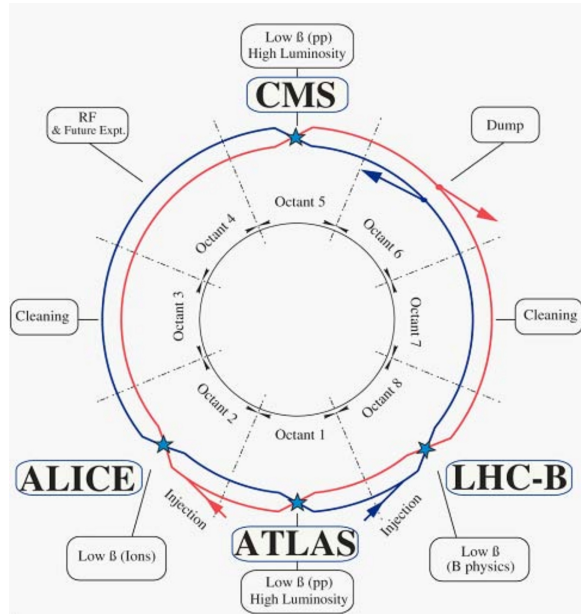 Low ß (pp)
High Luminosity
CMS
RF
& Future Expt.
Dump
Octant 5
Octant 4
Octant 6
Cleaning
Octant 3
Octant 7
Cleaning
Octant 2
Octant 8
Octant 1
ALICE
LHC-B
Injection
Injection
ATLAS
Low ß (Ions)
Low ß
(B physics)
Low ß (pp)
High Luminosity